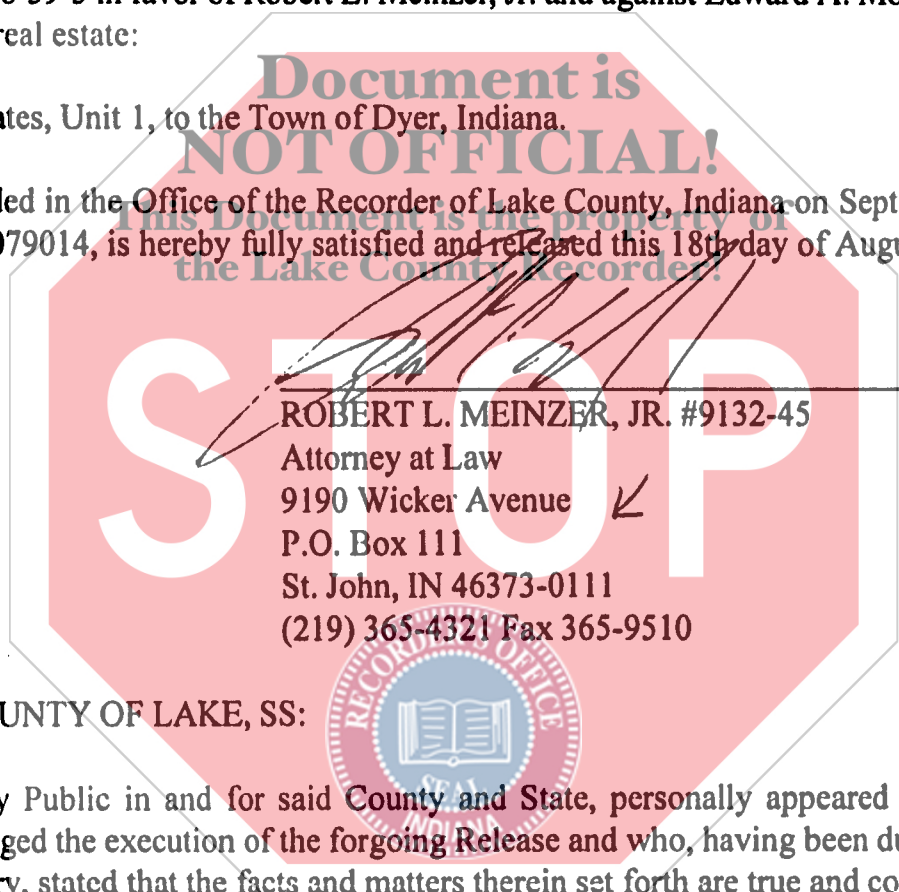 in favor of Robert L. Meinzer, Jr. and against Edward A.
real estate:
Document is
ates, Unit 1, to the Town of Dyer, Indiana.
NOT OFFICIAL!
led in the Office of the Recorder of Lake County, Indiana on Sept
This Document is the property of
079014, is hereby fully satisfied and released this 18th day of Augu
the Lake County Recorder!
STOP
ROBERT L. MEINZER, JR. #9132-45
Attorney at Law
9190 Wicker Avenue
P.O. Box 111
St. John, IN 46373-0111
(219) 365-4321 Fax 365-9510
RECORDER'S OFFICE
SEAL
INDIANA
UNTY OF LAKE, SS:
y Public in and for said County and State, personally appeared
ged the execution of the forgoing Release and who, having been du
ry, stated that the facts and matters therein set forth are true and co